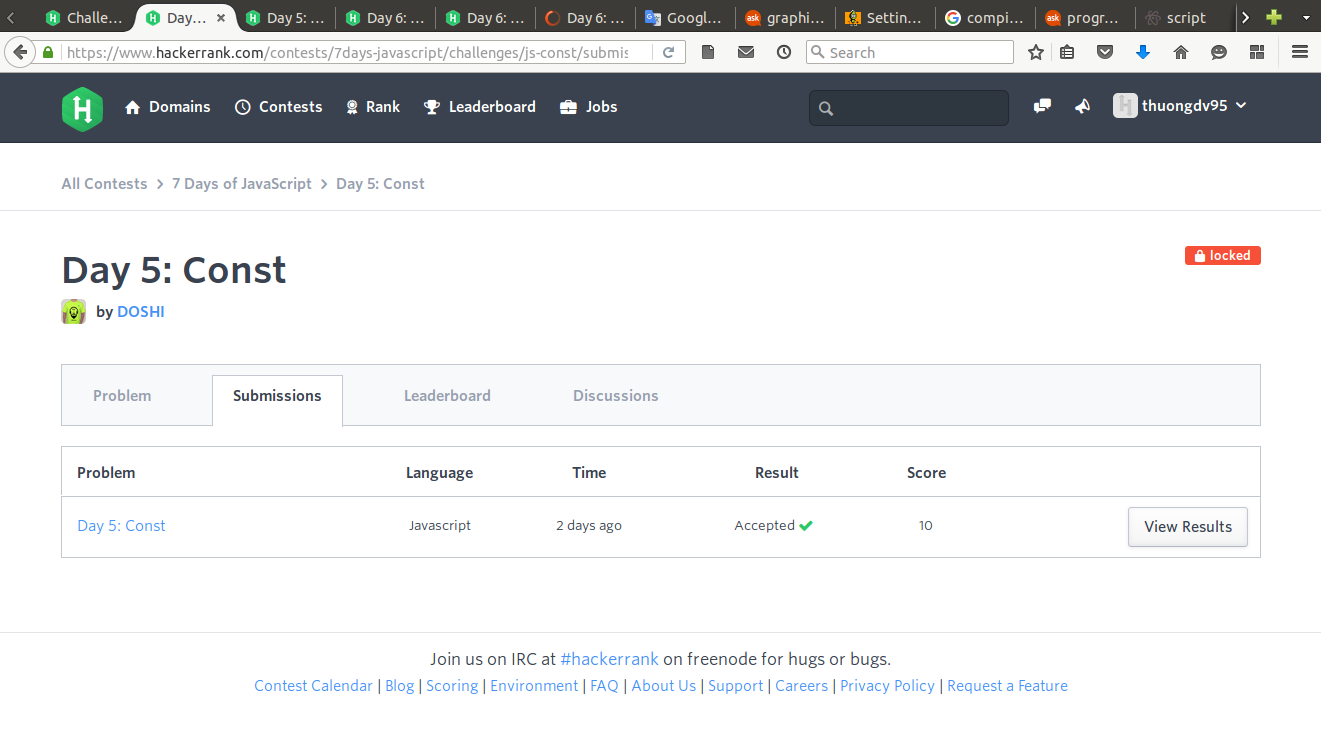 Challe... Day... Day 5: ... Day 6: ... Day 6: ... Day 6: ... Googl... graphi... Settin... compi... progr... script
https://www.hackerrank.com/contests/7days-javascript/challenges/js-const/submis Search
H Domains Contests Rank Leaderboard Jobs thuongdv95
All Contests > 7 Days of JavaScript > Day 5: Const
Day 5: Const locked
by DOSHI
Problem Submissions Leaderboard Discussions
Problem Language Time Result Score
Day 5: Const Javascript 2 days ago Accepted 10 View Results
Join us on IRC at #hackerrank on freenode for hugs or bugs.
Contest Calendar | Blog | Scoring | Environment | FAQ | About Us | Support | Careers | Privacy Policy | Request a Feature